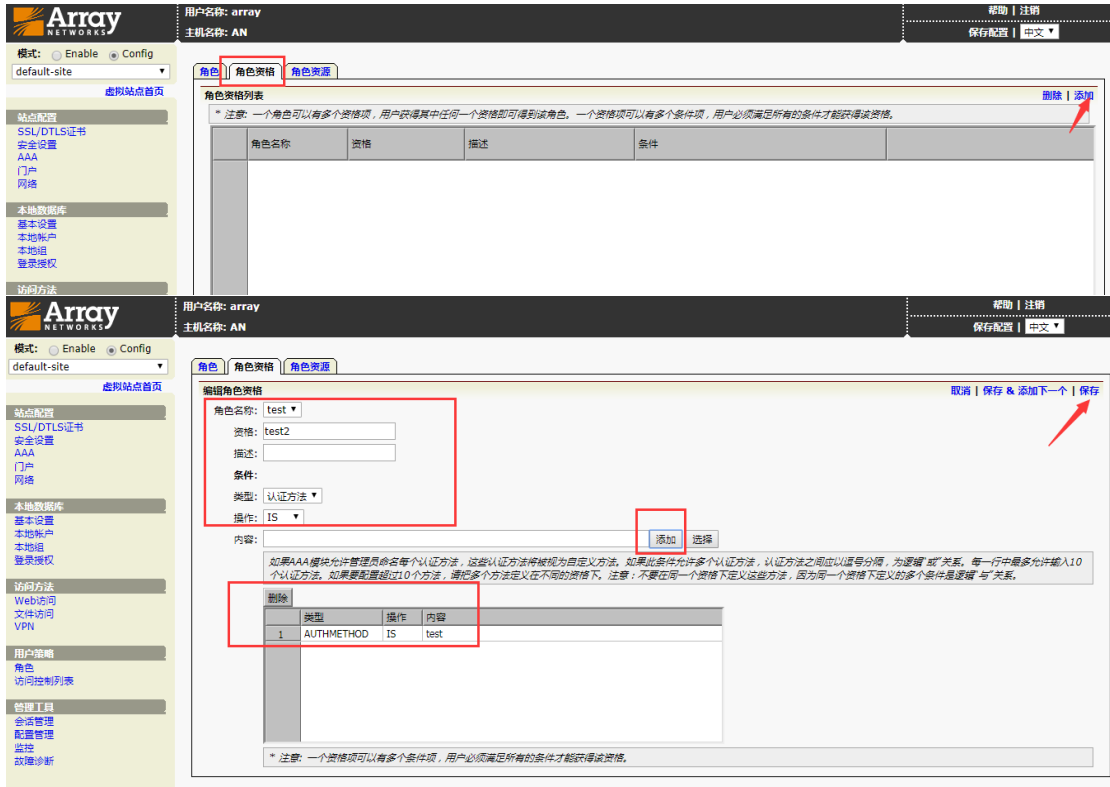 Array
NETWORKS
用户名称: array
主机名称: AN
帮助 | 注销
保存配置 | 中文
模式: Enable Config
default-site
虚拟站点首页
站点配置
SSL/DTLS证书
安全设置
AAA
门户
网络
本地数据库
基本设置
本地帐户
本地组
登录授权
访问方法
角色 角色资格 角色资源
角色资格列表
删除 | 添加
* 注意: 一个角色可以有多个资格项，用户获得其中任何一个资格即可得到该角色。一个资格项可以有多个条件项，用户必须满足所有的条件才能获得该资格。
角色名称 资格 描述 条件
Array
NETWORKS
用户名称: array
主机名称: AN
帮助 | 注销
保存配置 | 中文
模式: Enable Config
default-site
虚拟站点首页
站点配置
SSL/DTLS证书
安全设置
AAA
门户
网络
本地数据库
基本设置
本地帐户
本地组
登录授权
访问方法
Web访问
文件访问
VPN
用户策略
角色
访问控制列表
管理工具
会话管理
配置管理
监控
故障诊断
角色 角色资格 角色资源
编辑角色资格
取消 | 保存 & 添加下一个 | 保存
角色名称: test
资格: test2
描述:
条件:
类型: 认证方法
操作: IS
内容: 添加 选择
如果AAA模块允许管理员命名每个认证方法，这些认证方法将被视为自定义方法。如果此条件允许多个认证方法，认证方法之间应以逗号分隔，为逻辑"或"关系。每一行中最多允许输入10
个认证方法。如果要配置超过10个方法，请把多个方法定义在不同的资格下。注意：不要在同一个资格下定义这些方法，因为同一个资格下定义的多个条件是逻辑"与"关系。
删除
类型 操作 内容
1 AUTHMETHOD IS test
* 注意: 一个资格项可以有多个条件项，用户必须满足所有的条件才能获得该资格。